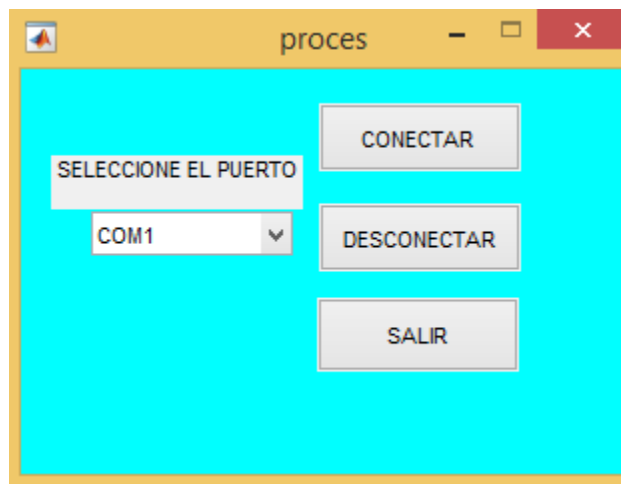 proces
CONECTAR
SELECCIONE EL PUERTO
COM1
DESCONECTAR
SALIR